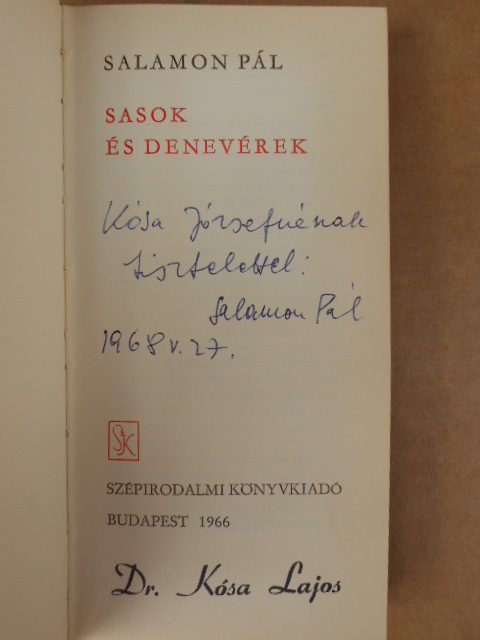 SALAMON PÁL
SASOK
ÉS DENEVÉREK
Kósa Józsefnénak
tisztelettel:
Salamon Pál
1968 v. 27.
SzK
SZÉPIRODALMI KÖNYVKIADÓ
BUDAPEST 1966
Dr. Kósa Lajos